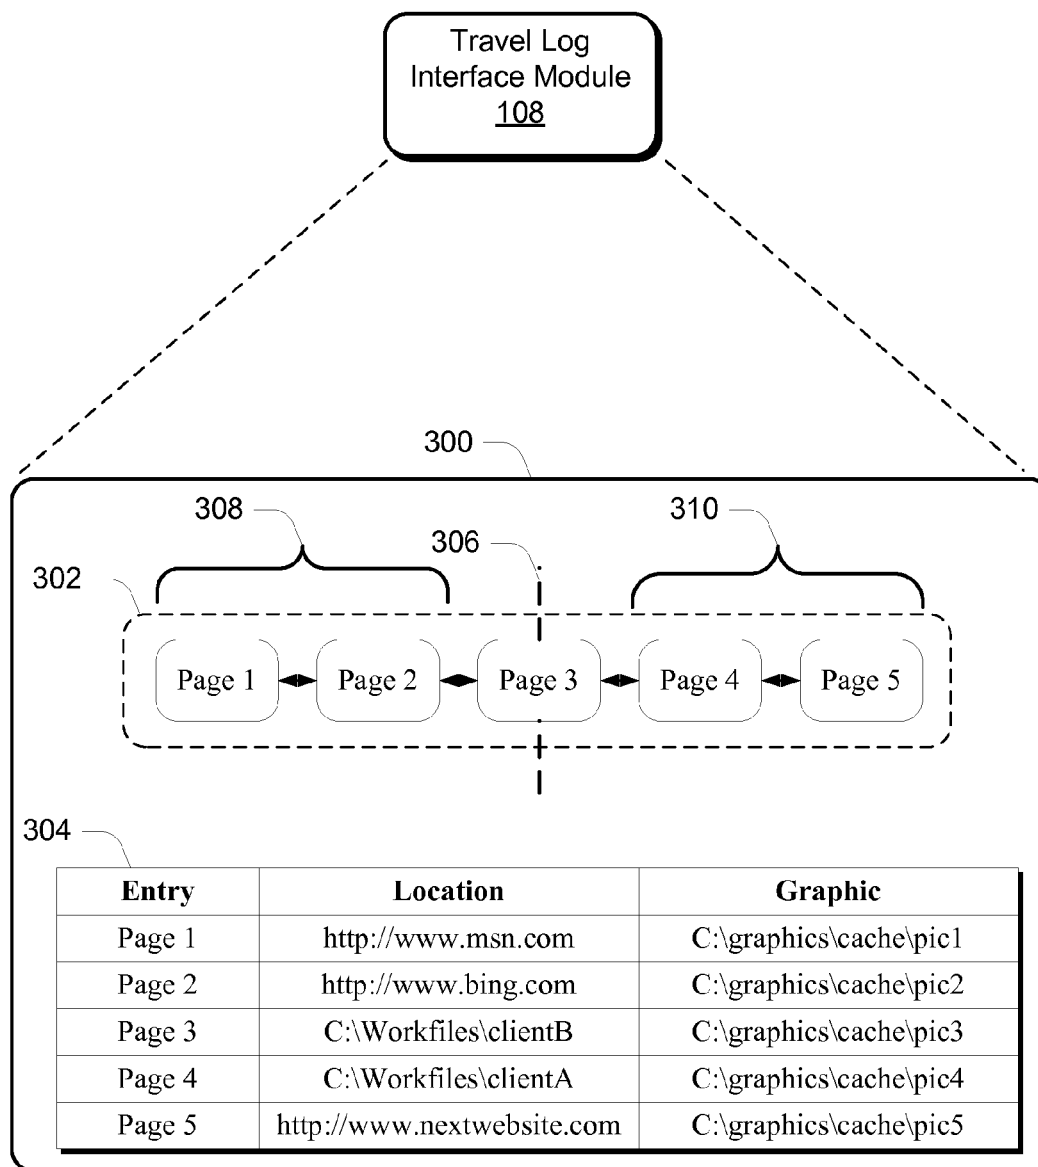 Travel Log
Interface Module
108
300
308
306
310
302
Page 1
Page 2
Page 3
Page 4
Page 5
304
Entry Location Graphic
Page 1 http://www.msn.com C:\graphics\cache\pic1
Page 2 http://www.bing.com C:\graphics\cache\pic2
Page 3 C:\Workfiles\clientB C:\graphics\cache\pic3
Page 4 C:\Workfiles\clientA C:\graphics\cache\pic4
Page 5 http://www.nextwebsite.com C:\graphics\cache\pic5